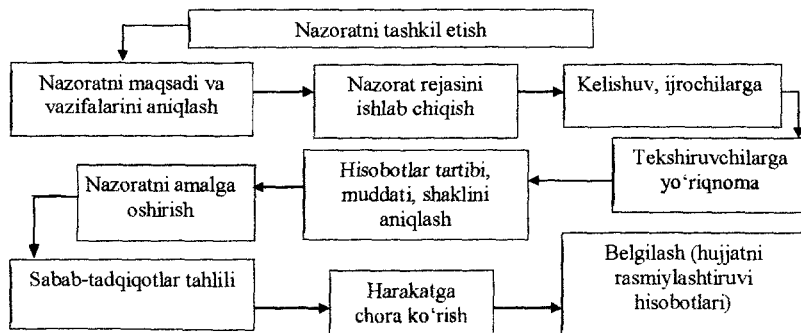 Nazoratni tashkil etish
Nazoratni maqsadi va
vazifalarini aniqlash
Nazorat rejasini
ishlab chiqish
Kelishuv, ijrochilarga
Tekshiruvchilarga
yo‘riqnoma
Hisobotlar tartibi,
muddati, shaklini
aniqlash
Nazoratni amalga
oshirish
Sabab-tadqiqotlar tahlili
Harakatga
chora ko‘rish
Belgilash (hujjatni
rasmiylashtiruvi
hisobotlari)